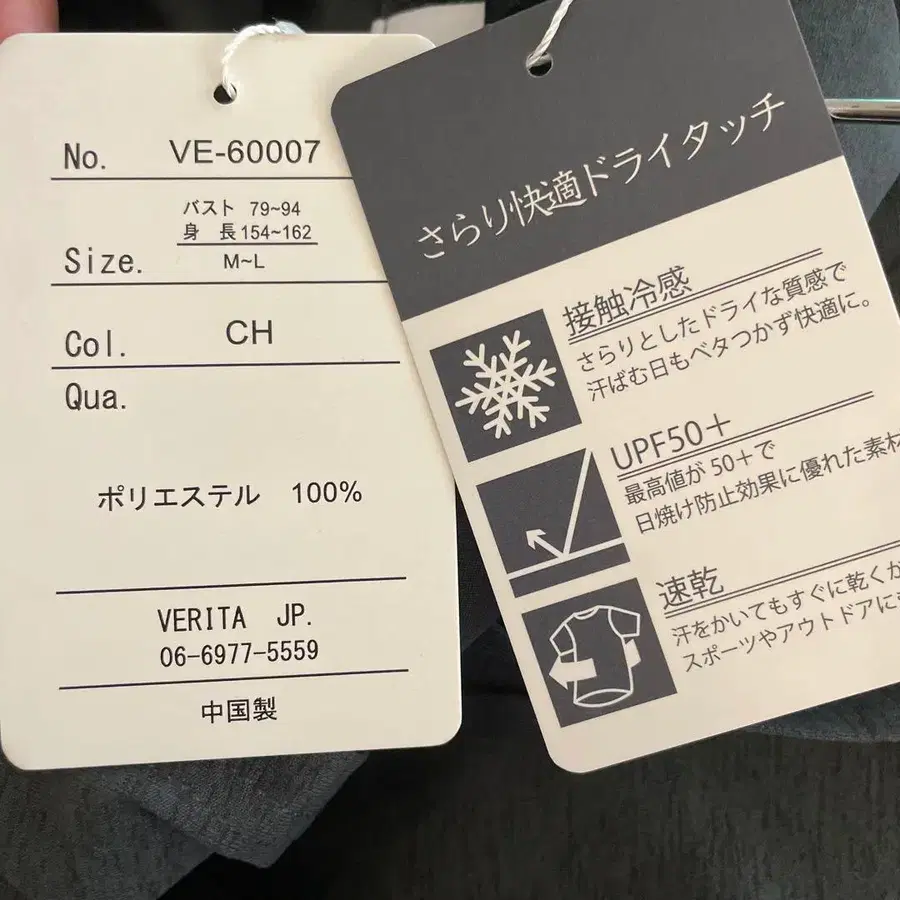 No. VE-60007
バスト 79~94
身 長 154~162
Size. M~L
Col. CH
Qua.
ポリエステル 100%
VERITA JP.
06-6977-5559
中国製
さらり快適ドライタッチ
接触冷感
さらりとしたドライな質感で
汗ばむ日もベタつかず快適に。
UPF50+
最高値が 50+で
日焼け防止効果に優れた素材
速乾
汗をかいてもすぐに乾くか
スポーツやアウトドアに